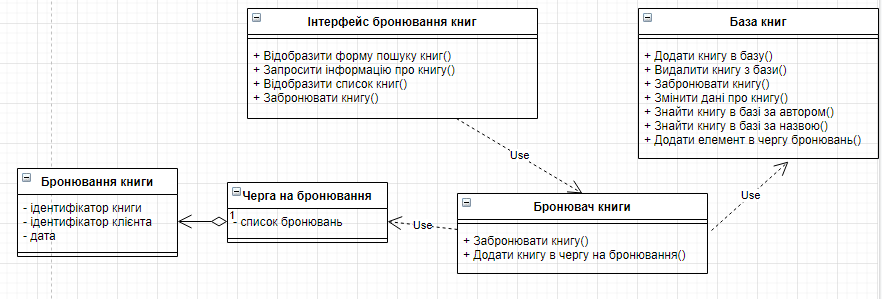 Інтерфейс бронювання книг
+ Відобразити форму пошуку книг()
+ Запросити інформацію про книгу()
+ Відобразити список книг()
+ Забронювати книгу()
База книг
+ Додати книгу в базу()
+ Видалити книгу з бази()
+ Забронювати книгу()
+ Змінити дані про книгу()
+ Знайти книгу в базі за автором()
+ Знайти книгу в базі за назвою()
+ Додати елемент в чергу бронювань()
Use
Use
Бронювання книги
- ідентифікатор книги
- ідентифікатор клієнта
- дата
Черга на бронювання
1
- список бронювань
Use
Бронювач книги
+ Забронювати книгу()
+ Додати книгу в чергу на бронювання()